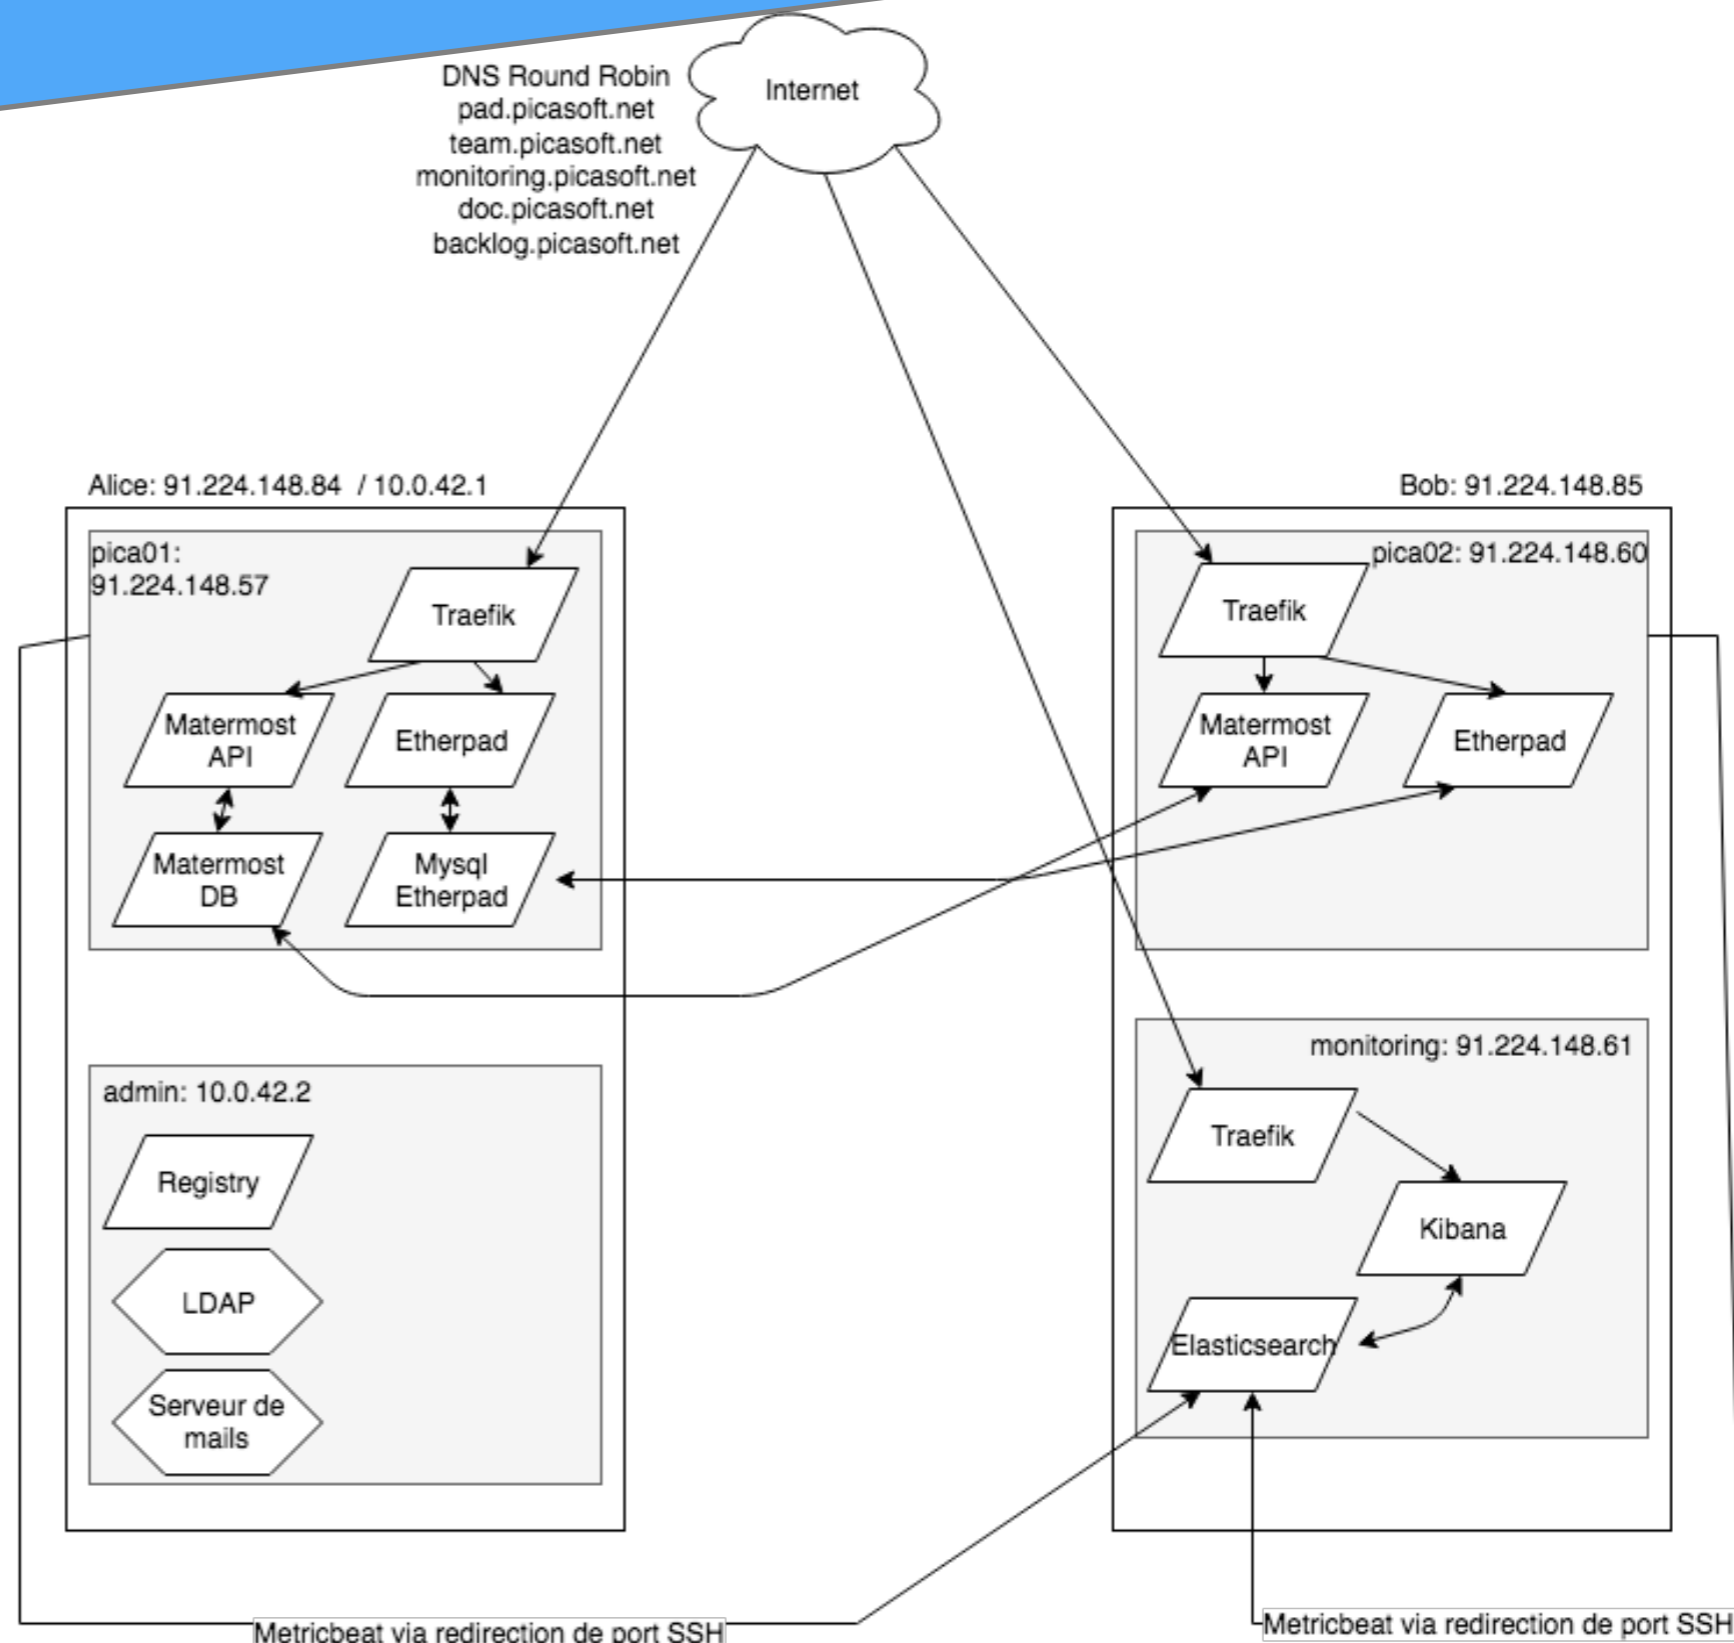 Internet
DNS Round Robin
pad.picasoft.net
team.picasoft.net
monitoring.picasoft.net
doc.picasoft.net
backlog.picasoft.net
Alice: 91.224.148.84 / 10.0.42.1
pica01:
91.224.148.57
Traefik
Matermost
API
Etherpad
Matermost
DB
Mysql
Etherpad
admin: 10.0.42.2
Registry
LDAP
Serveur de
mails
Bob: 91.224.148.85
pica02: 91.224.148.60
Traefik
Matermost
API
Etherpad
monitoring: 91.224.148.61
Traefik
Kibana
Elasticsearch
Metricbeat via redirection de port SSH
Metricbeat via redirection de port SSH